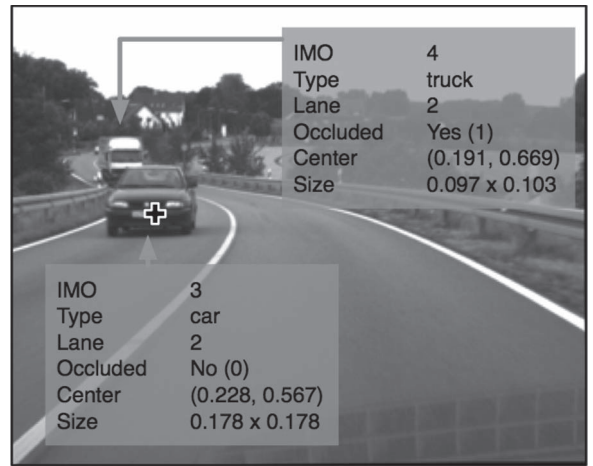 IMO 4
Type truck
Lane 2
Occluded Yes (1)
Center (0.191, 0.669)
Size 0.097 x 0.103
IMO 3
Type car
Lane 2
Occluded No (0)
Center (0.228, 0.567)
Size 0.178 x 0.178